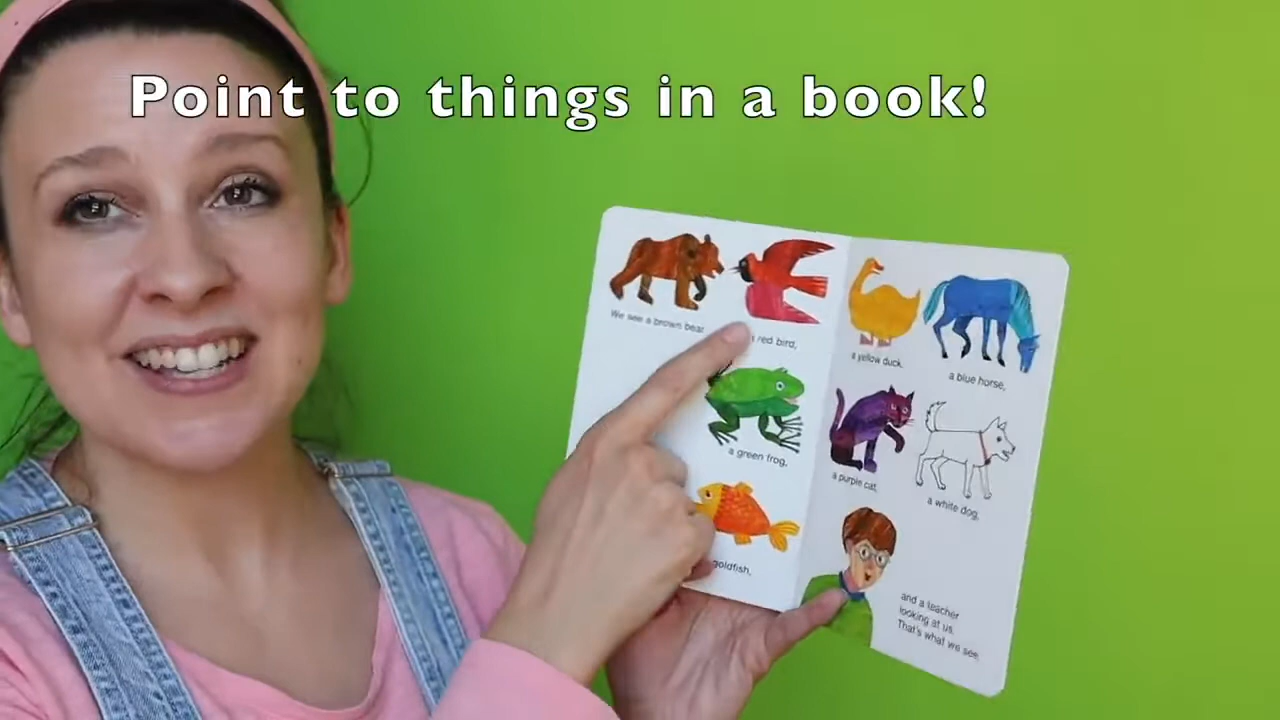 Point to things in a book!
We see a brown bear
red bird,
a yellow duck,
a blue horse,
a green frog,
a purple cat,
a white dog,
goldfish,
and a teacher
looking at us.
That's what we see.